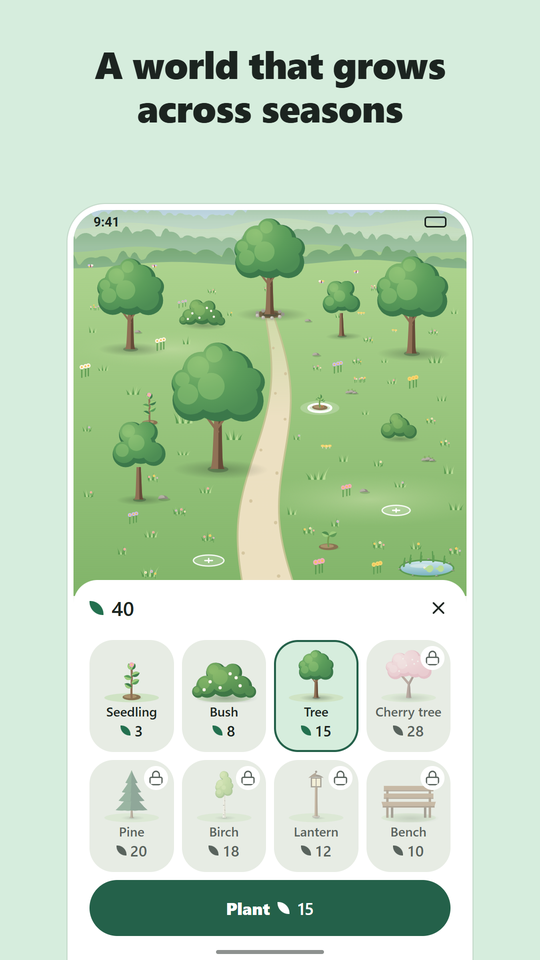 A world that grows
across seasons
9:41
40
Seedling
3
Bush
8
Tree
15
Cherry tree
28
Pine
20
Birch
18
Lantern
12
Bench
10
Plant 15